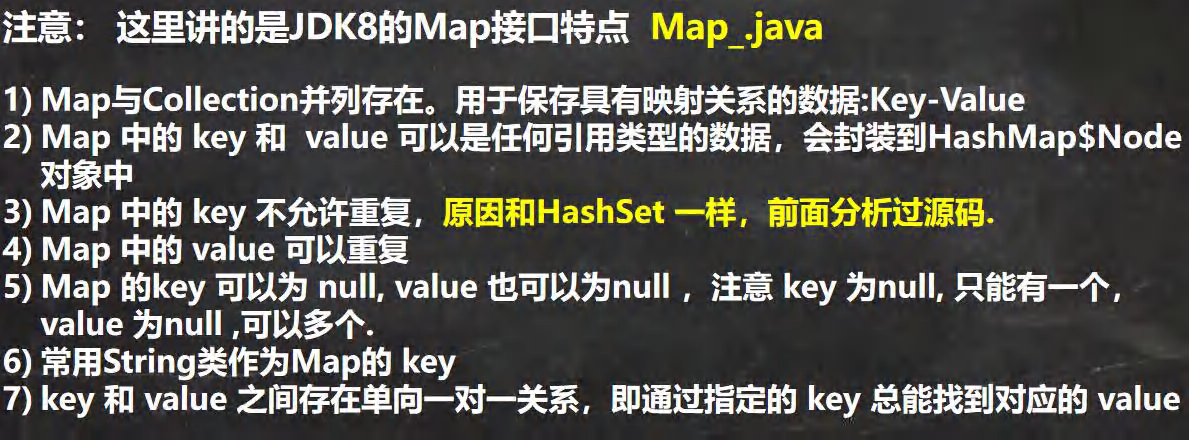 注意： 这里讲的是JDK8的Map接口特点 Map_.java
1) Map与Collection并列存在。用于保存具有映射关系的数据:Key-Value
2) Map 中的 key 和 value 可以是任何引用类型的数据，会封装到HashMap$Node
对象中
3) Map 中的 key 不允许重复，原因和HashSet 一样，前面分析过源码.
4) Map 中的 value 可以重复
5) Map 的key 可以为 null, value 也可以为null ，注意 key 为null, 只能有一个，
value 为null ,可以多个.
6) 常用String类作为Map的 key
7) key 和 value 之间存在单向一对一关系，即通过指定的 key 总能找到对应的 value